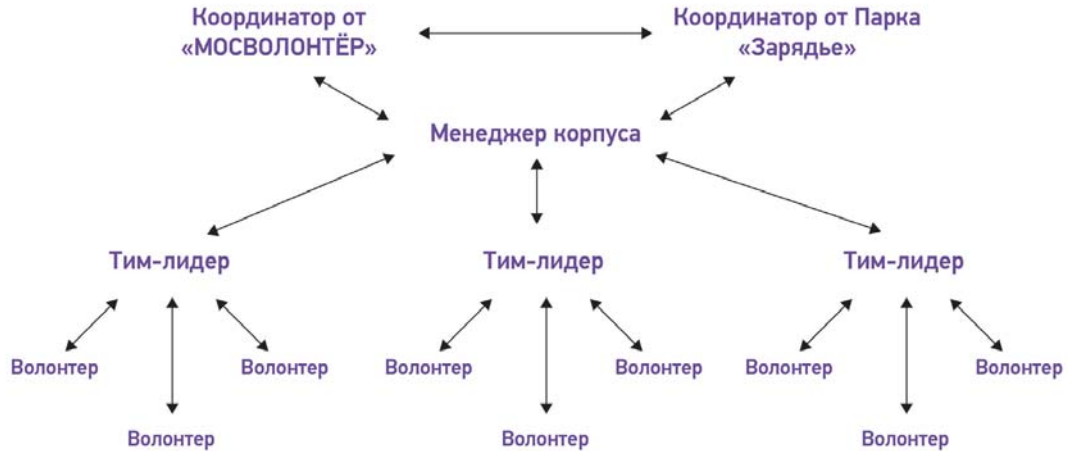 Координатор от
«МОСВОЛОНТЁР»
Координатор от Парка
«Зарядье»
Менеджер корпуса
Тим-лидер
Тим-лидер
Тим-лидер
Волонтер
Волонтер
Волонтер
Волонтер
Волонтер
Волонтер
Волонтер
Волонтер
Волонтер